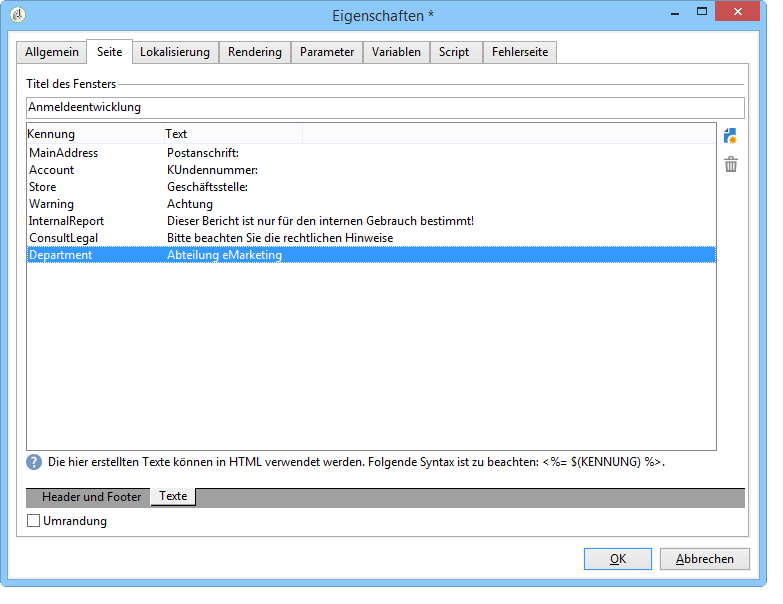 Eigenschaften *
Allgemein Seite Lokalisierung Rendering Parameter Variablen Script Fehlerseite
Titel des Fensters
Anmeldeentwicklung
Kennung Text
MainAddress Postanschrift:
Account KUndennummer:
Store Geschäftsstelle:
Warning Achtung
InternalReport Dieser Bericht ist nur für den internen Gebrauch bestimmt!
ConsultLegal Bitte beachten Sie die rechtlichen Hinweise
Department Abteilung eMarketing
? Die hier erstellten Texte können in HTML verwendet werden. Folgende Syntax ist zu beachten: <%= $(KENNUNG) %>.
Header und Footer Texte
Umrandung
OK Abbrechen